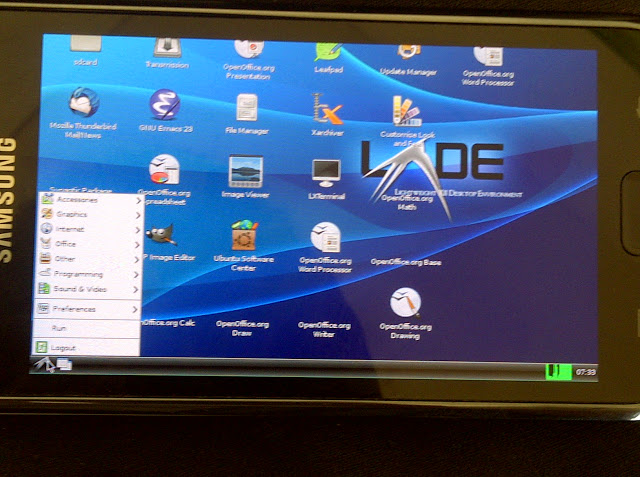 SAMSUNG
sdcard
Transmission
OpenOffice.org
Presentation
Leafpad
Update Manager
OpenOffice.org
Word Processor
Mozilla Thunderbird
Mail/News
GNU Emacs 23
File Manager
Xarchiver
Customise Look
LXDE
Lightweight X11 Desktop Environment
OpenOffice.org
Spreadsheet
Image Viewer
LXTerminal
OpenOffice.org
Math
P Image Editor
Ubuntu Software
Center
OpenOffice.org
Word Processor
OpenOffice.org Base
Office.org Calc
OpenOffice.org
Draw
OpenOffice.org
Writer
OpenOffice.org
Drawing
Accessories
Graphics
Internet
Office
Other
Programming
Sound & Video
Preferences
Run
Logout
07:33